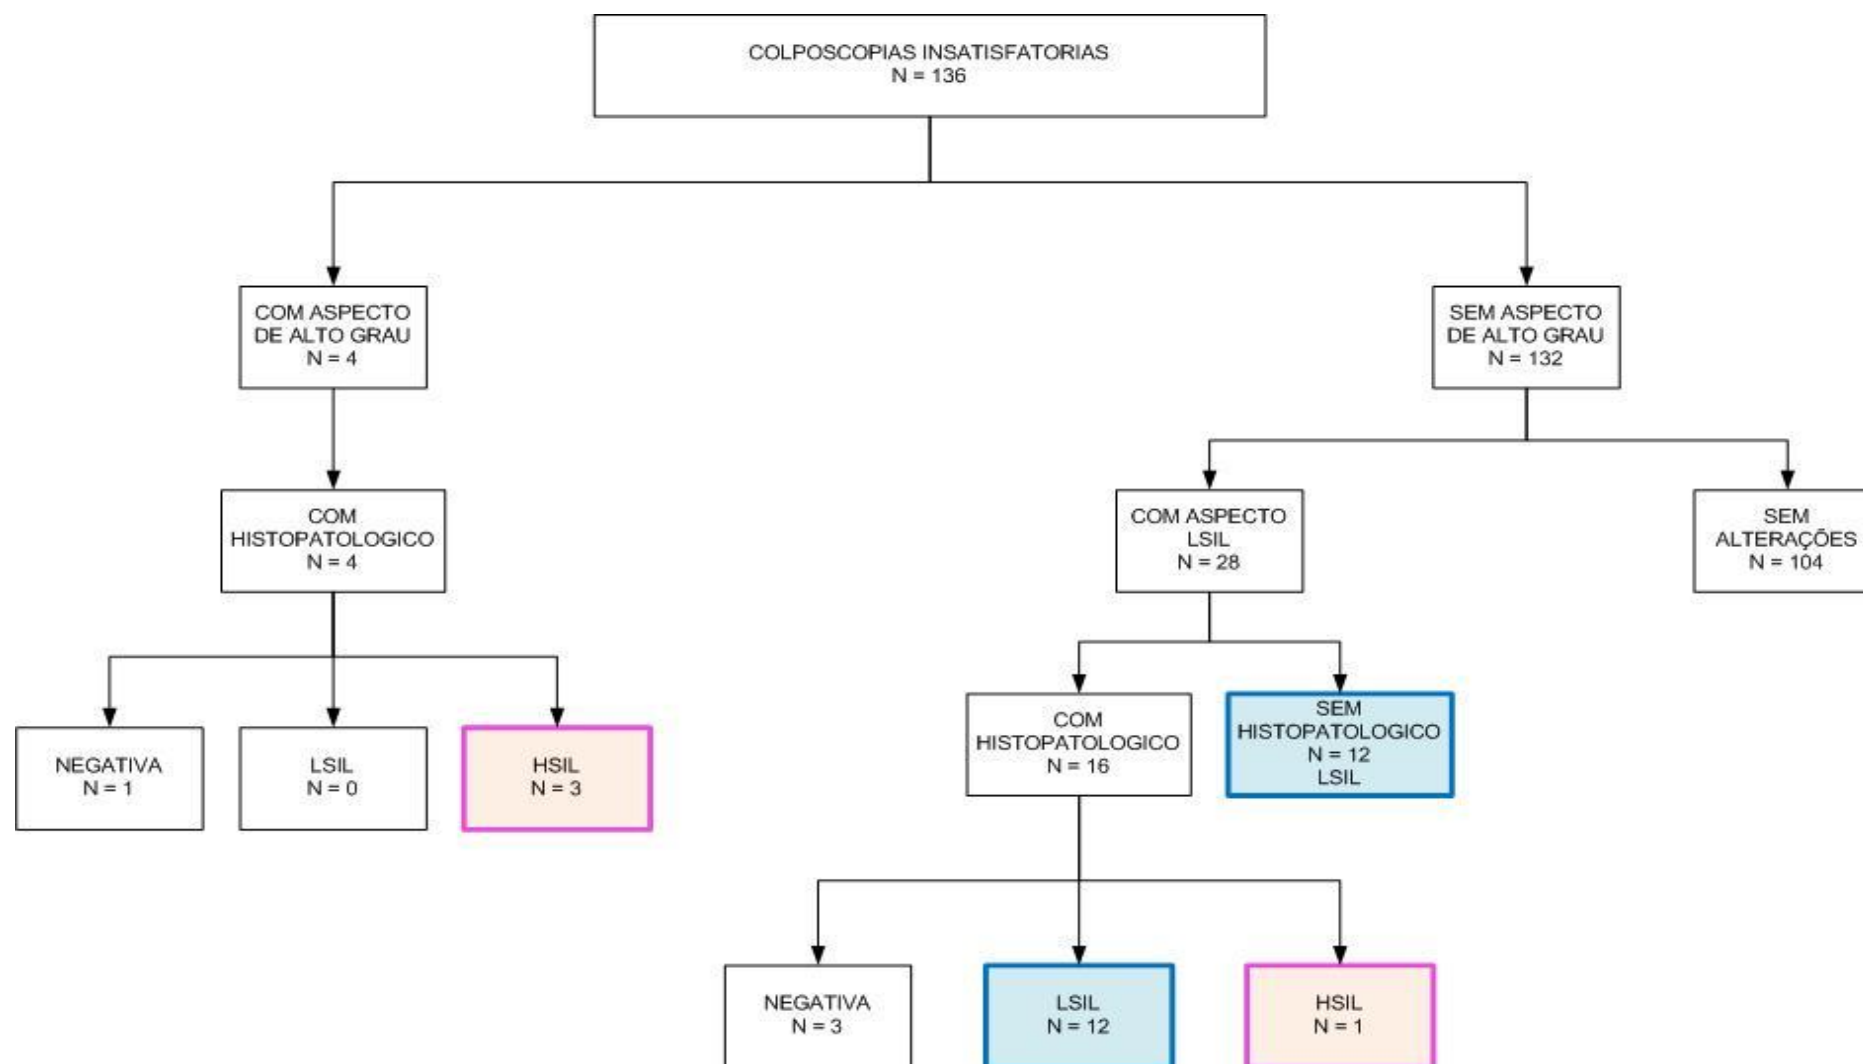 COLPOSCOPIAS INSATISFATORIAS
N = 136
COM ASPECTO
DE ALTO GRAU
N = 4
SEM ASPECTO
DE ALTO GRAU
N = 132
COM
HISTOPATOLOGICO
N = 4
COM ASPECTO
LSIL
N = 28
SEM
ALTERAÇÕES
N = 104
NEGATIVA
N = 1
LSIL
N = 0
HSIL
N = 3
COM
HISTOPATOLOGICO
N = 16
SEM
HISTOPATOLOGICO
N = 12
LSIL
NEGATIVA
N = 3
LSIL
N = 12
HSIL
N = 1